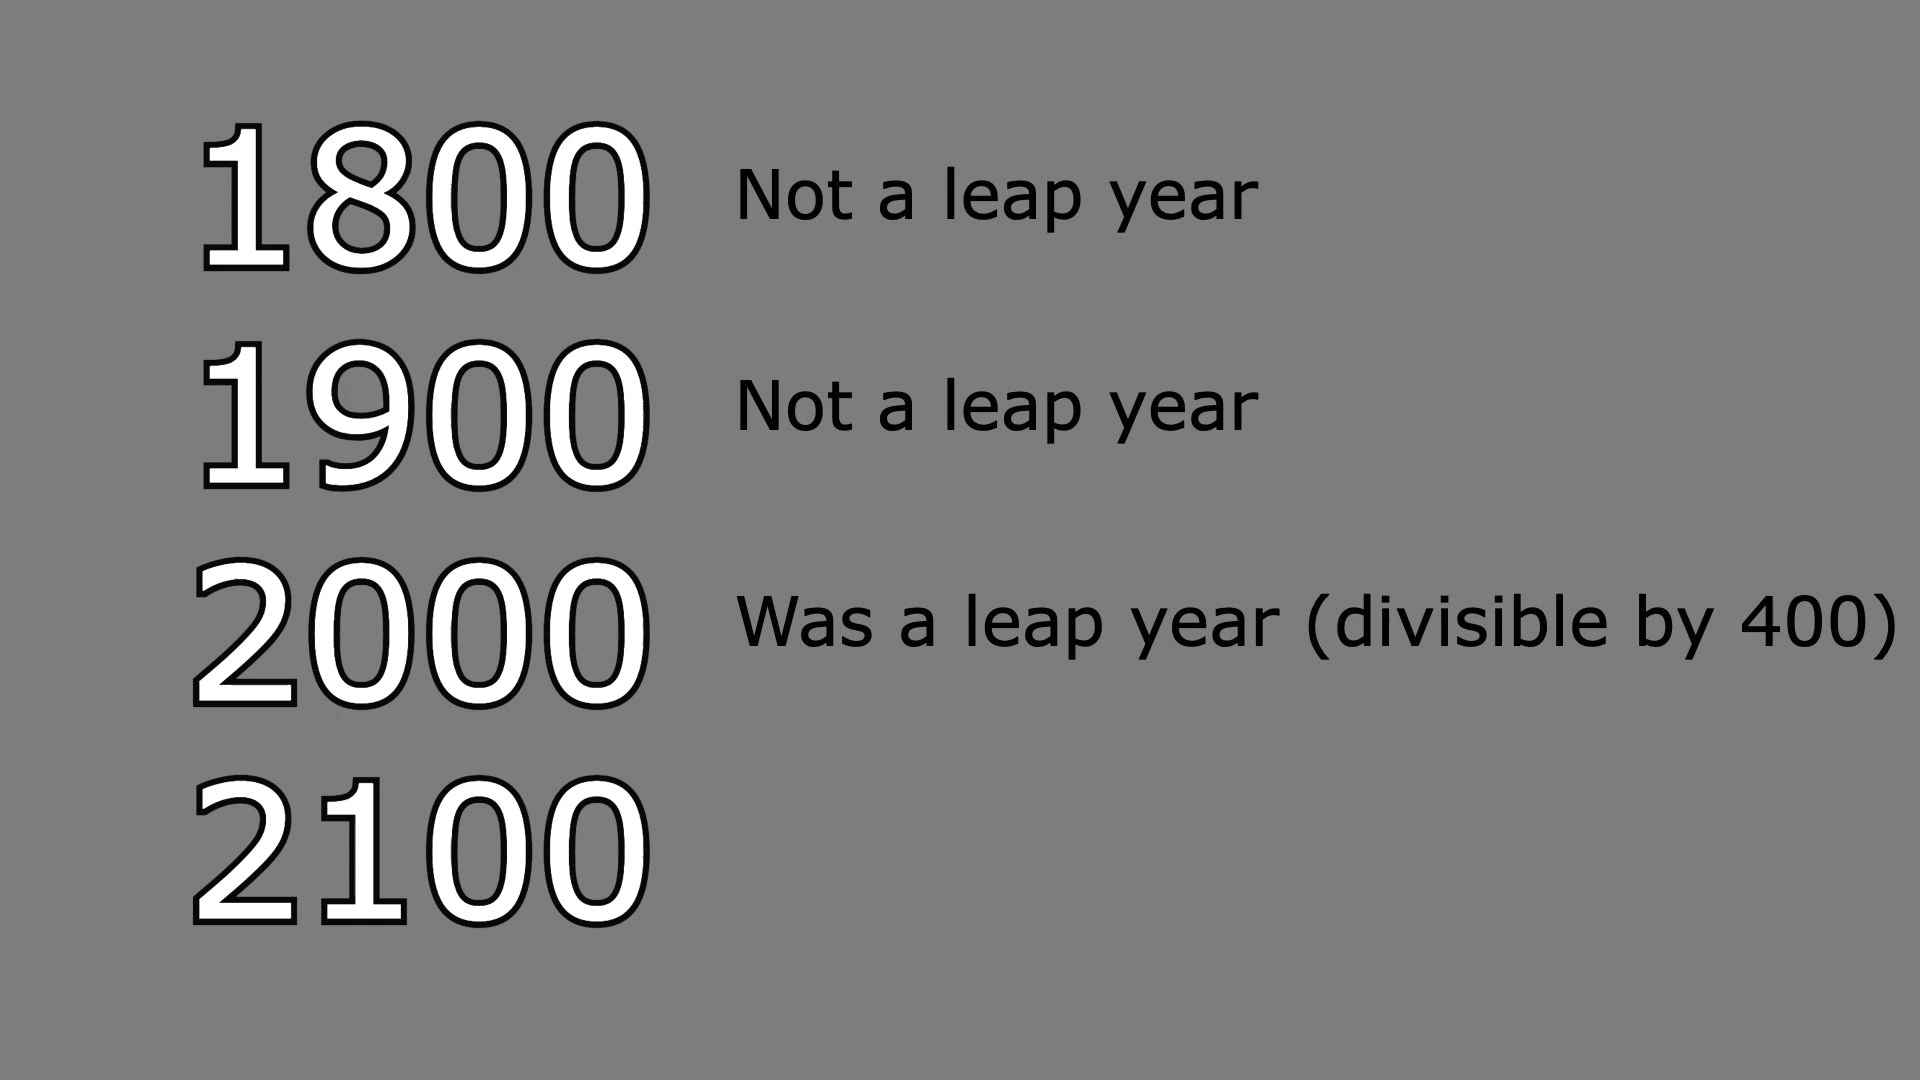 1800 Not a leap year
1900 Not a leap year
2000 Was a leap year (divisible by 400)
2100